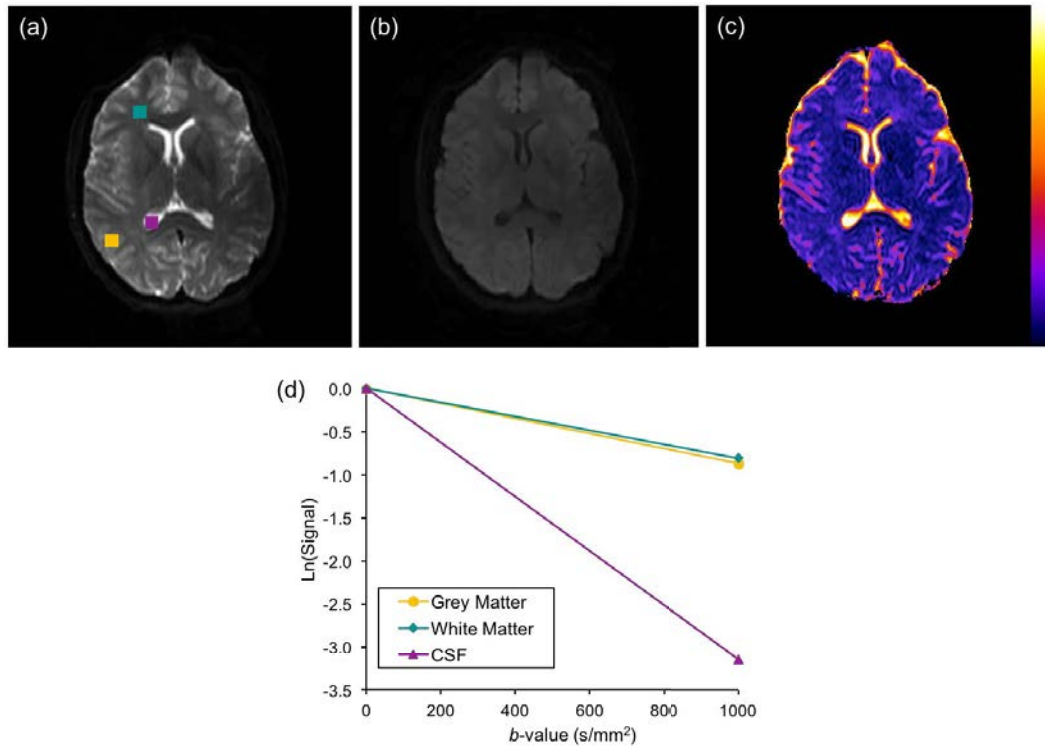 (a)
(b)
(c)
(d)
0.0
-0.5
-1.0
-1.5
-2.0
-2.5
-3.0
-3.5
Ln(Signal)
Grey Matter
White Matter
CSF
0 200 400 600 800 1000
b-value (s/mm²)